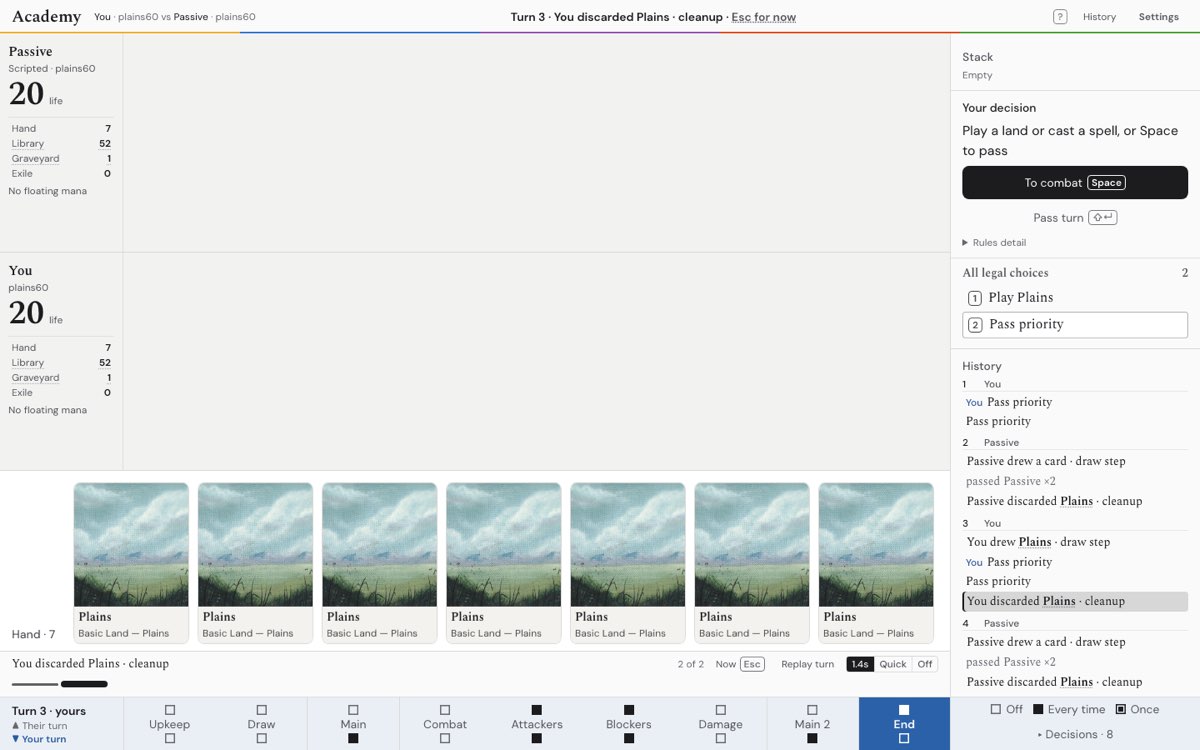 Academy You · plains60 vs Passive · plains60
Turn 3 · You discarded Plains · cleanup · Esc for now
? History Settings
Passive
Scripted · plains60
20 life
Hand 7
Library 52
Graveyard 1
Exile 0
No floating mana
You
plains60
20 life
Hand 7
Library 52
Graveyard 1
Exile 0
No floating mana
Hand · 7
Plains
Basic Land — Plains
Plains
Basic Land — Plains
Plains
Basic Land — Plains
Plains
Basic Land — Plains
Plains
Basic Land — Plains
Plains
Basic Land — Plains
Plains
Basic Land — Plains
You discarded Plains · cleanup
2 of 2 Now Esc Replay turn 1.4s Quick Off
Turn 3 · yours
Their turn
Your turn
Upkeep
Draw
Main
Combat
Attackers
Blockers
Damage
Main 2
End
Stack
Empty
Your decision
Play a land or cast a spell, or Space
to pass
To combat Space
Pass turn ⇧↵
Rules detail
All legal choices 2
1 Play Plains
2 Pass priority
History
1 You
You Pass priority
Pass priority
2 Passive
Passive drew a card · draw step
passed Passive ×2
Passive discarded Plains · cleanup
3 You
You drew Plains · draw step
You Pass priority
Pass priority
You discarded Plains · cleanup
4 Passive
Passive drew a card · draw step
passed Passive ×2
Passive discarded Plains · cleanup
Off Every time Once
Decisions · 8